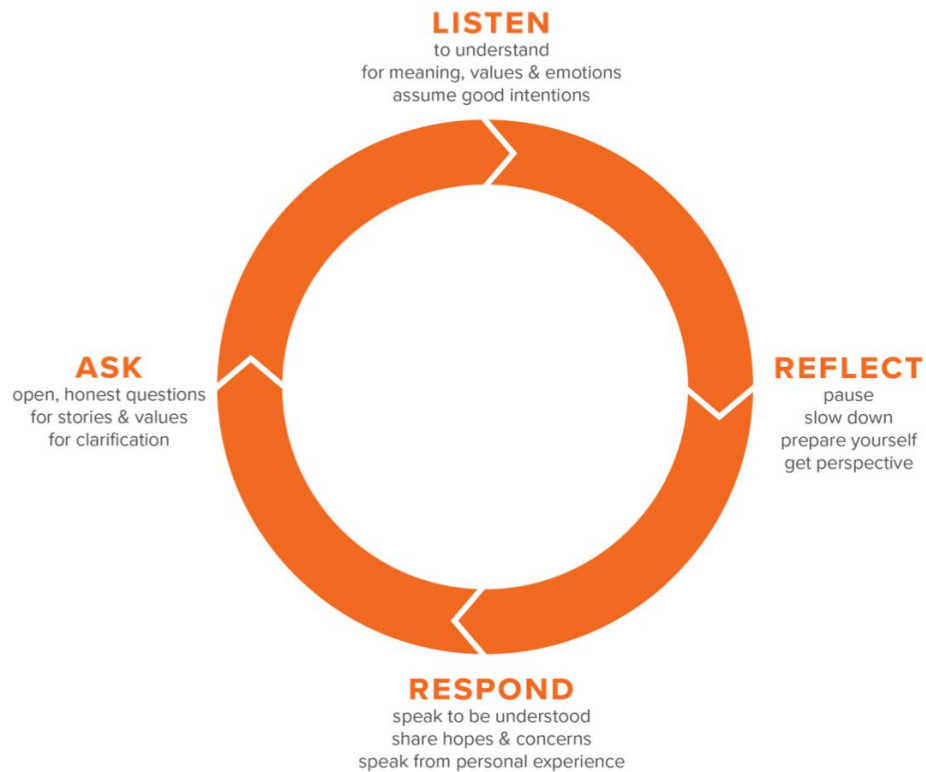 LISTEN
to understand
for meaning, values & emotions
assume good intentions
REFLECT
pause
slow down
prepare yourself
get perspective
RESPOND
speak to be understood
share hopes & concerns
speak from personal experience
ASK
open, honest questions
for stories & values
for clarification